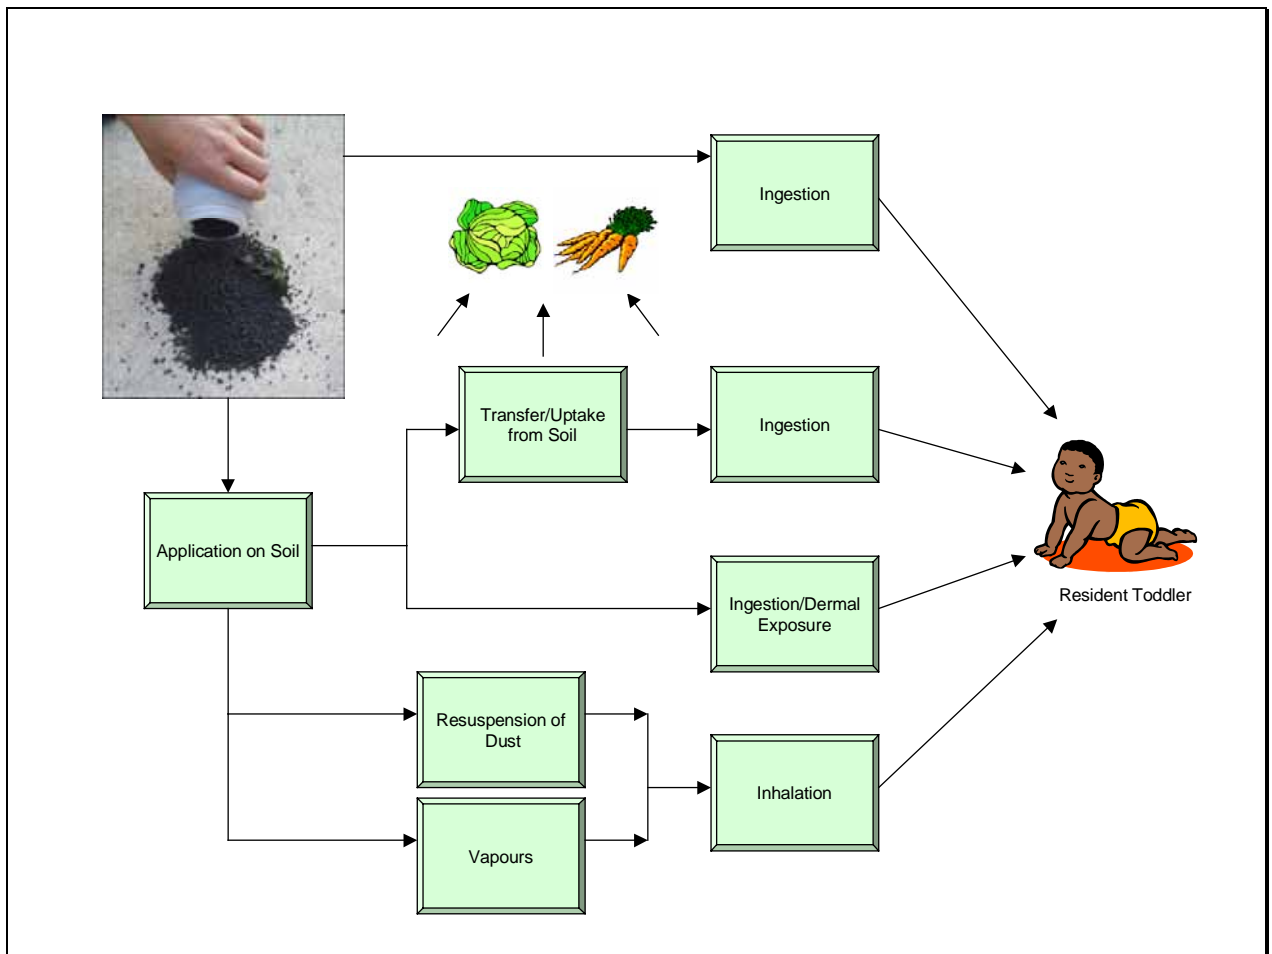 Ingestion
Transfer/Uptake
from Soil
Ingestion
Application on Soil
Ingestion/Dermal
Exposure
Resident Toddler
Resuspension of
Dust
Inhalation
Vapours